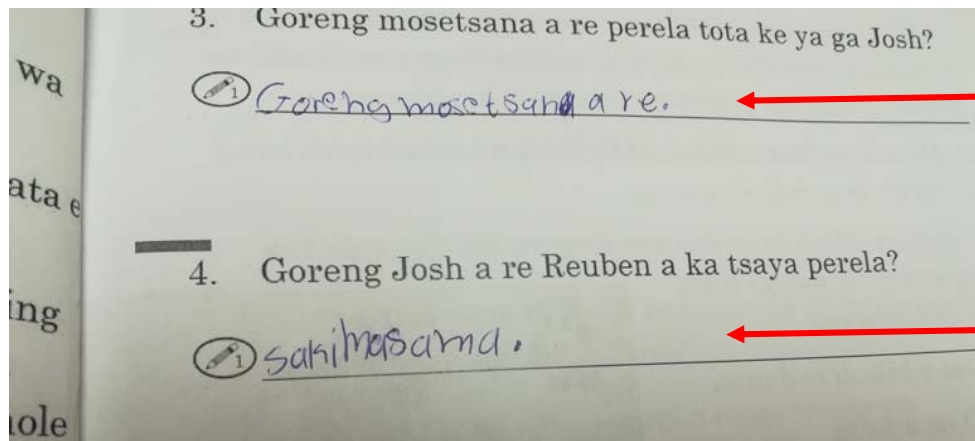 3. Goreng mosetsana a re perela tota ke ya ga Josh?
wa
Goreng mosetsana a re.
ata e
4. Goreng Josh a re Reuben a ka tsaya perela?
ing
sakimasama.
ole